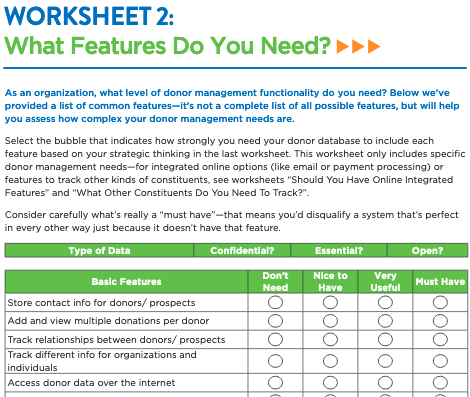 WORKSHEET 2:
What Features Do You Need?
As an organization, what level of donor management functionality do you need? Below we've
provided a list of common features—it's not a complete list of all possible features, but will help
you assess how complex your donor management needs are.
Select the bubble that indicates how strongly you need your donor database to include each
feature based on your strategic thinking in the last worksheet. This worksheet only includes specific
donor management needs—for integrated online options (like email or payment processing) or
features to track other kinds of constituents, see worksheets "Should You Have Online Integrated
Features" and "What Other Constituents Do You Need To Track?".
Consider carefully what's really a "must have"—that means you'd disqualify a system that's perfect
in every other way just because it doesn't have that feature.
Type of Data Confidential? Essential? Open?
Basic Features Don't Need Nice to Have Very Useful Must Have
Store contact info for donors/ prospects
Add and view multiple donations per donor
Track relationships between donors/ prospects
Track different info for organizations and
individuals
Access donor data over the internet